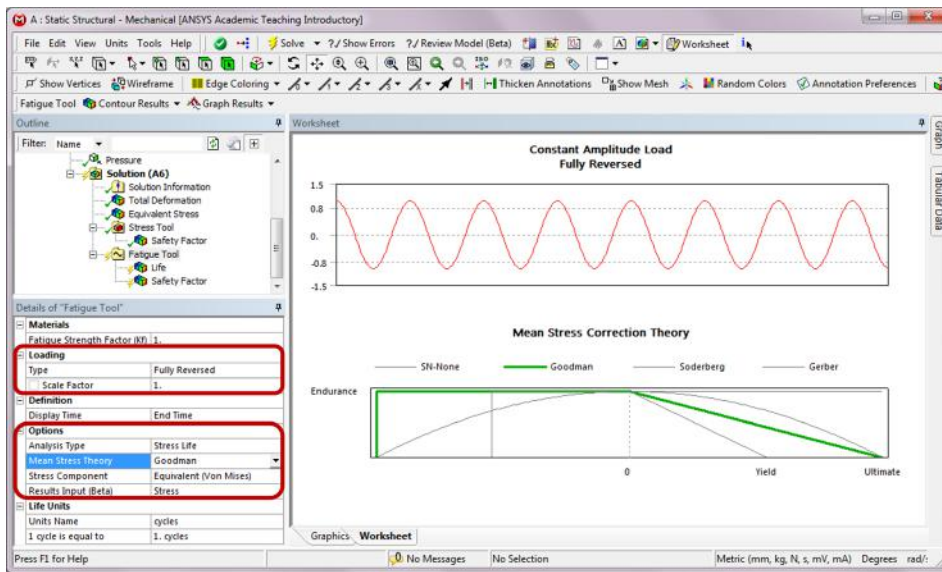 A : Static Structural - Mechanical [ANSYS Academic Teaching Introductory]
File Edit View Units Tools Help Solve ?/ Show Errors ?/ Review Model (Beta) A Worksheet
Show Vertices Wireframe Edge Coloring Thicken Annotations Show Mesh Random Colors Annotation Preferences
Fatigue Tool Contour Results Graph Results
Outline
Filter: Name
Pressure
Solution (A6)
Solution Information
Total Deformation
Equivalent Stress
Stress Tool
Safety Factor
Fatigue Tool
Life
Safety Factor
Details of "Fatigue Tool"
Materials
Fatigue Strength Factor (Kf) 1.
Loading
Type Fully Reversed
Scale Factor 1.
Definition
Display Time End Time
Options
Analysis Type Stress Life
Mean Stress Theory Goodman
Stress Component Equivalent (Von Mises)
Results Input (Beta) Stress
Life Units
Units Name cycles
1 cycle is equal to 1. cycles
Worksheet
Constant Amplitude Load
Fully Reversed
1.5
0.8
0.
-0.8
-1.5
Mean Stress Correction Theory
SN-None Goodman Soderberg Gerber
Endurance
0 Yield Ultimate
Graphics Worksheet
Graph
Tabular Data
Press F1 for Help 0 No Messages No Selection Metric (mm, kg, N, s, mV, mA) Degrees rad/s